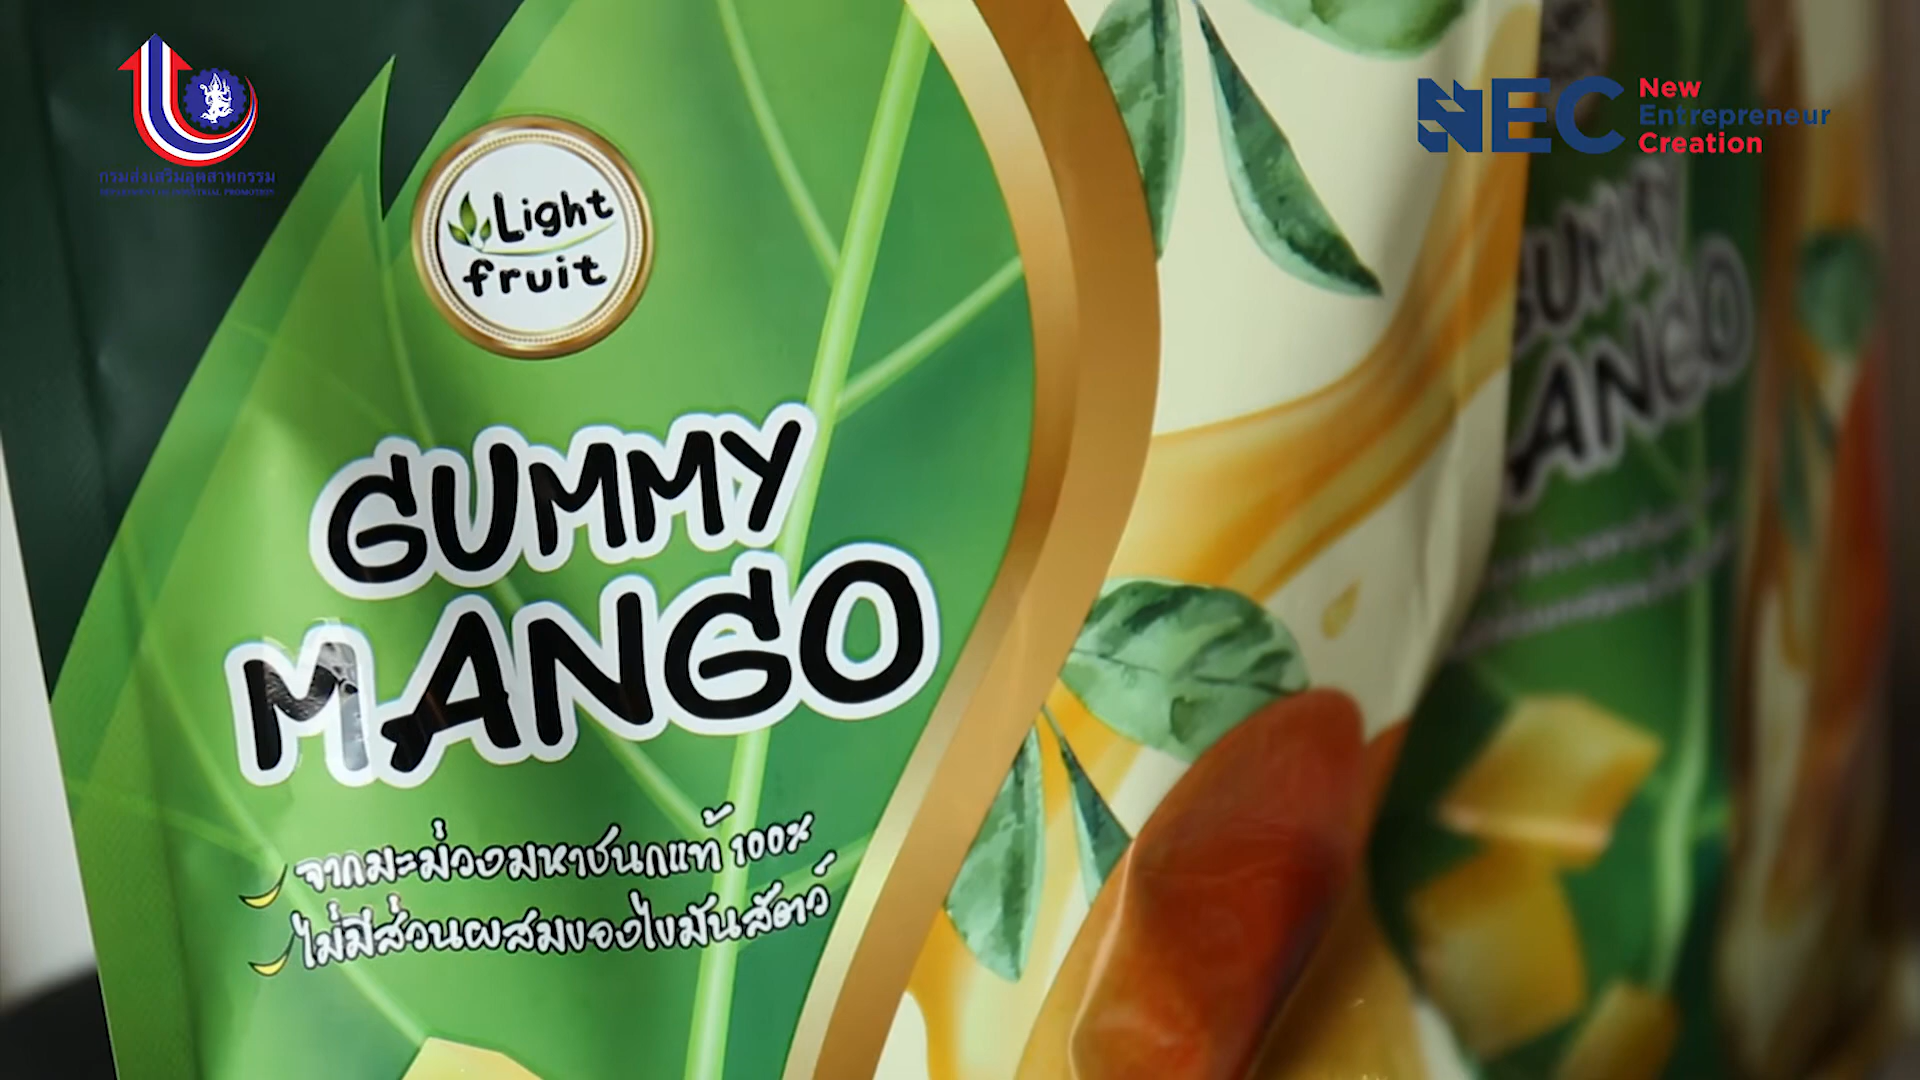 กรมส่งเสริมอุตสาหกรรม
DEPARTMENT OF INDUSTRIAL PROMOTION
NEC
New
Entrepreneur
Creation
Light
fruit
GUMMY
MANGO
จากมะม่วงมหาชนกแท้ 100%
ไม่มีส่วนผสมของไขมันสัตว์
GUMMY
MANGO